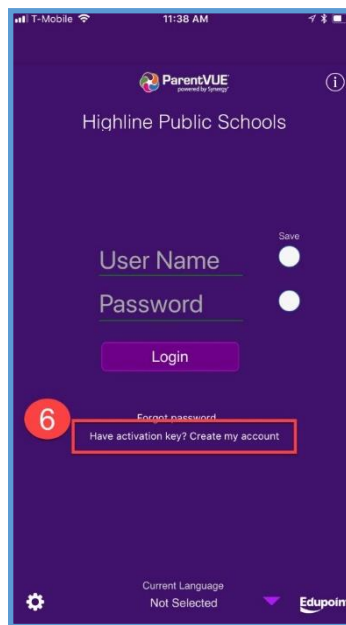 T-Mobile 11:38 AM
ParentVUE
powered by Synergy
Highline Public Schools
Save
User Name
Password
Login
Forgot password
6
Have activation key? Create my account
Current Language
Not Selected
Edupoint